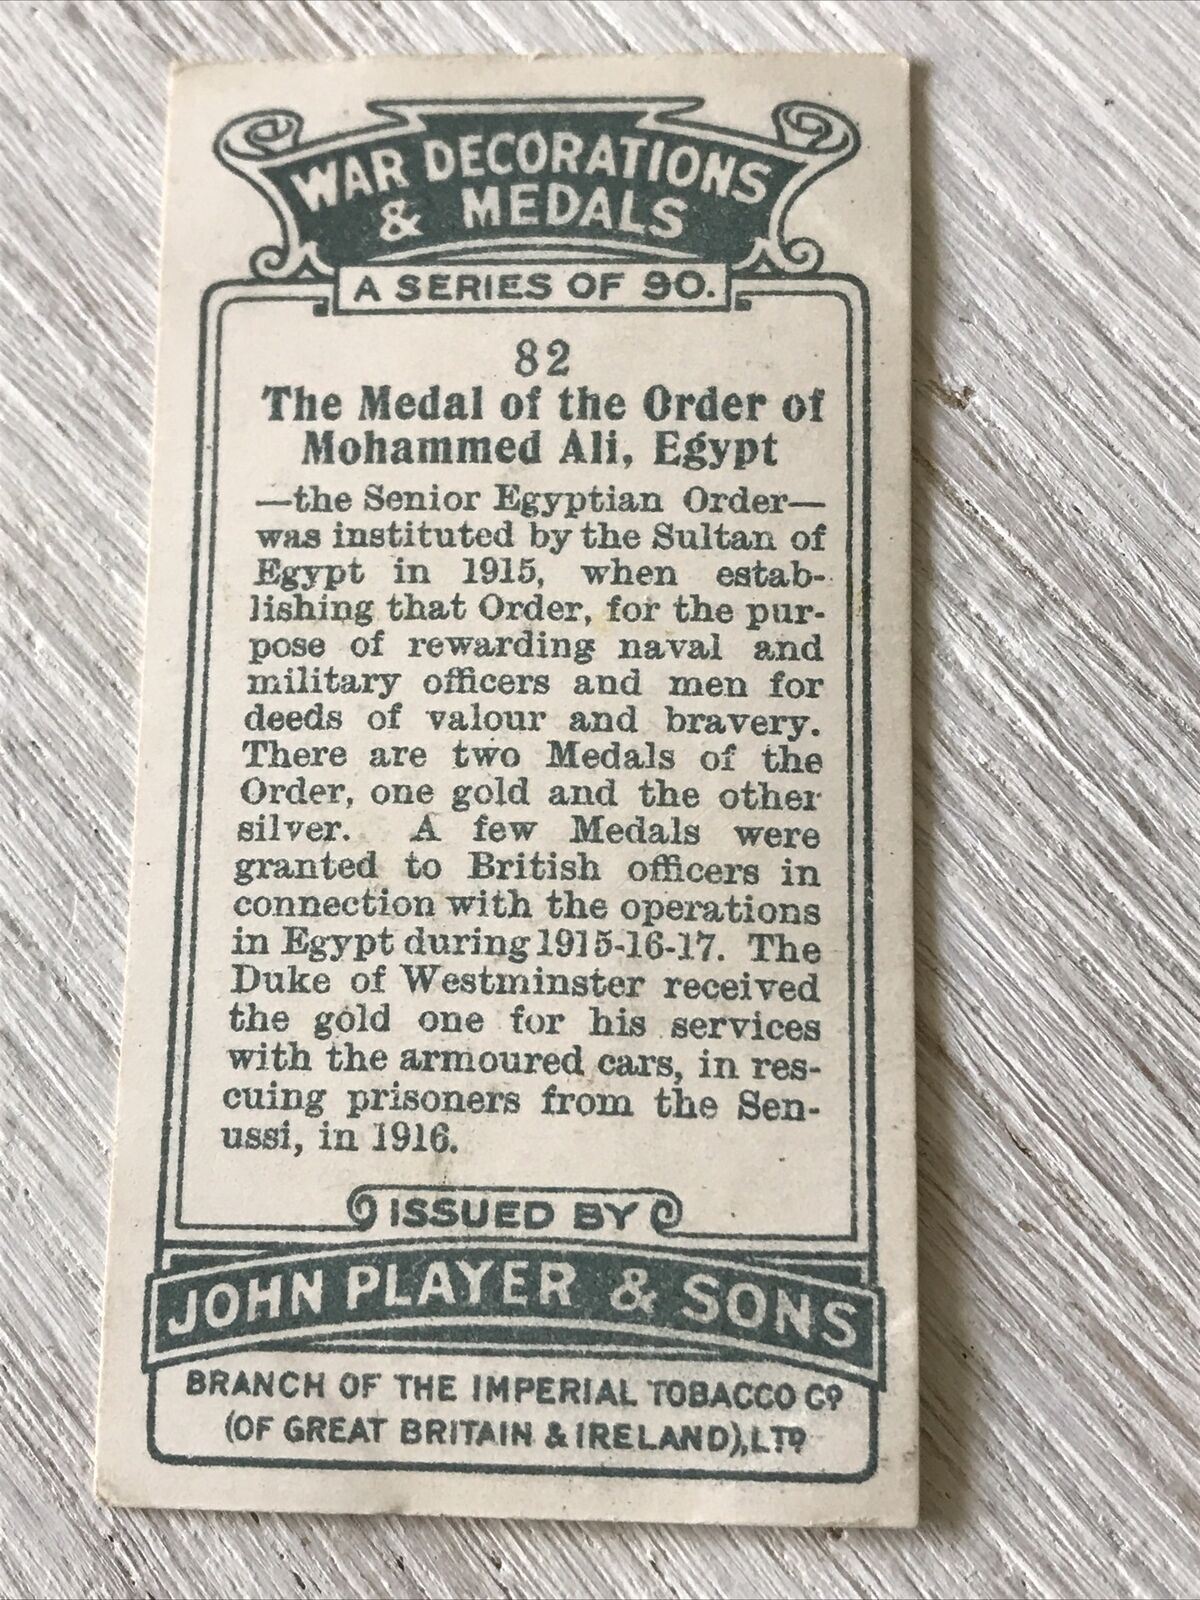 WAR DECORATIONS
& MEDALS
A SERIES OF 90.
82
The Medal of the Order of
Mohammed Ali, Egypt
—the Senior Egyptian Order—
was instituted by the Sultan of
Egypt in 1915, when estab-
lishing that Order, for the pur-
pose of rewarding naval and
military officers and men for
deeds of valour and bravery.
There are two Medals of the
Order, one gold and the other
silver. A few Medals were
granted to British officers in
connection with the operations
in Egypt during 1915-16-17. The
Duke of Westminster received
the gold one for his services
with the armoured cars, in res-
cuing prisoners from the Sen-
ussi, in 1916.
ISSUED BY
JOHN PLAYER & SONS
BRANCH OF THE IMPERIAL TOBACCO CO
(OF GREAT BRITAIN & IRELAND), LTD